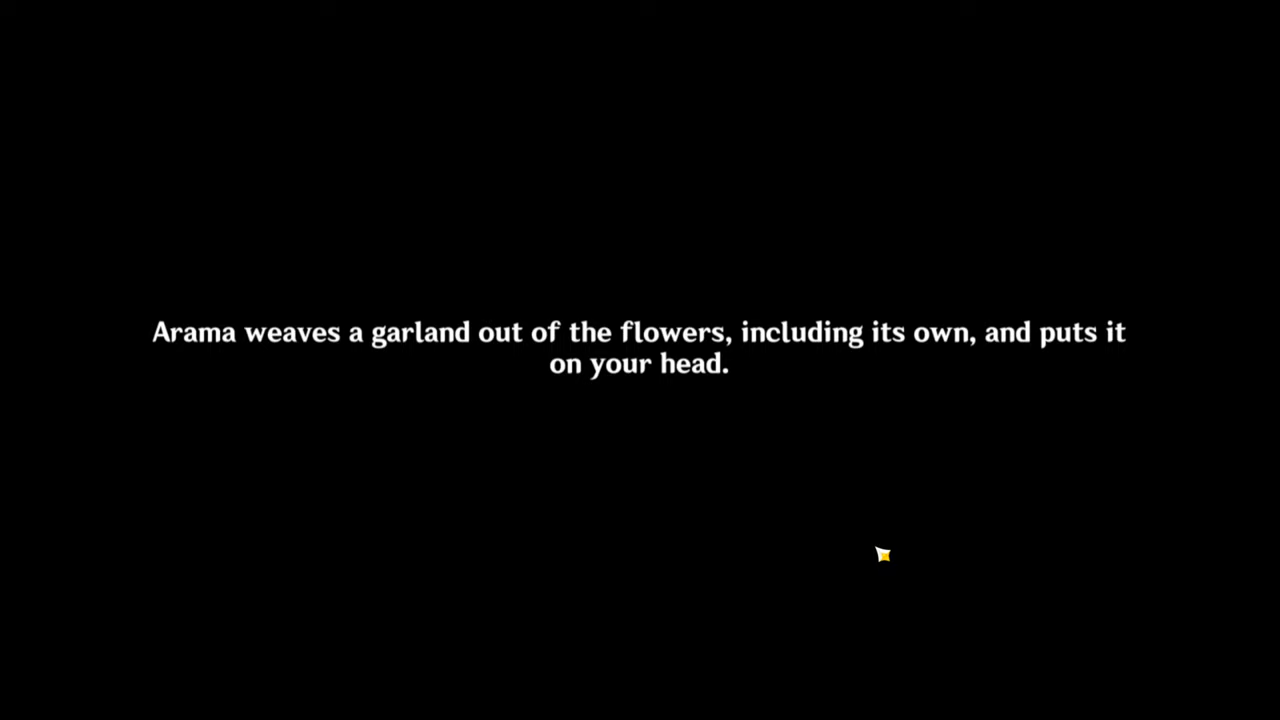 Arama weaves a garland out of the flowers, including its own, and puts it
on your head.